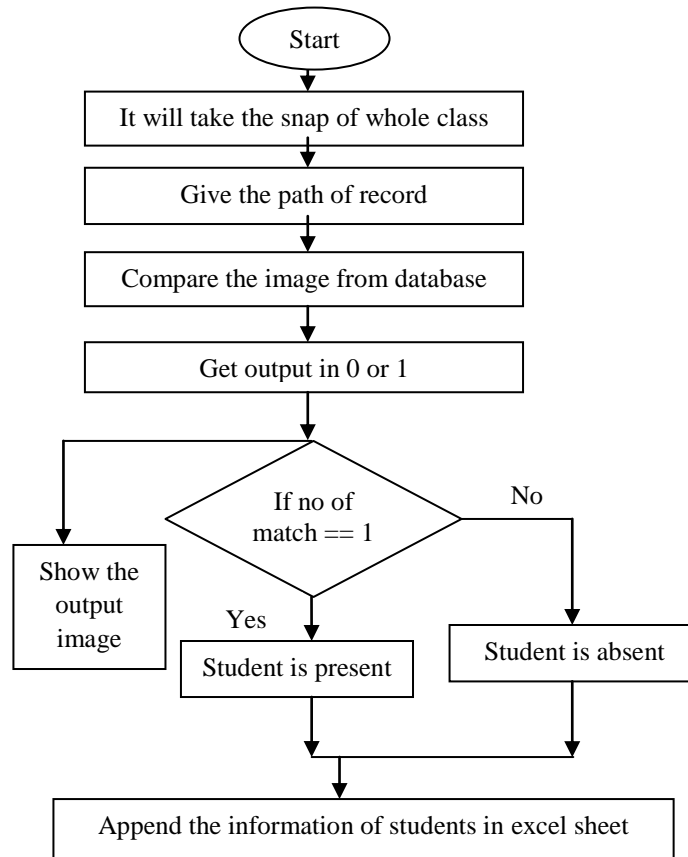 Start
It will take the snap of whole class
Give the path of record
Compare the image from database
Get output in 0 or 1
If no of
match == 1
No
Show the
output
image
Yes
Student is present
Student is absent
Append the information of students in excel sheet